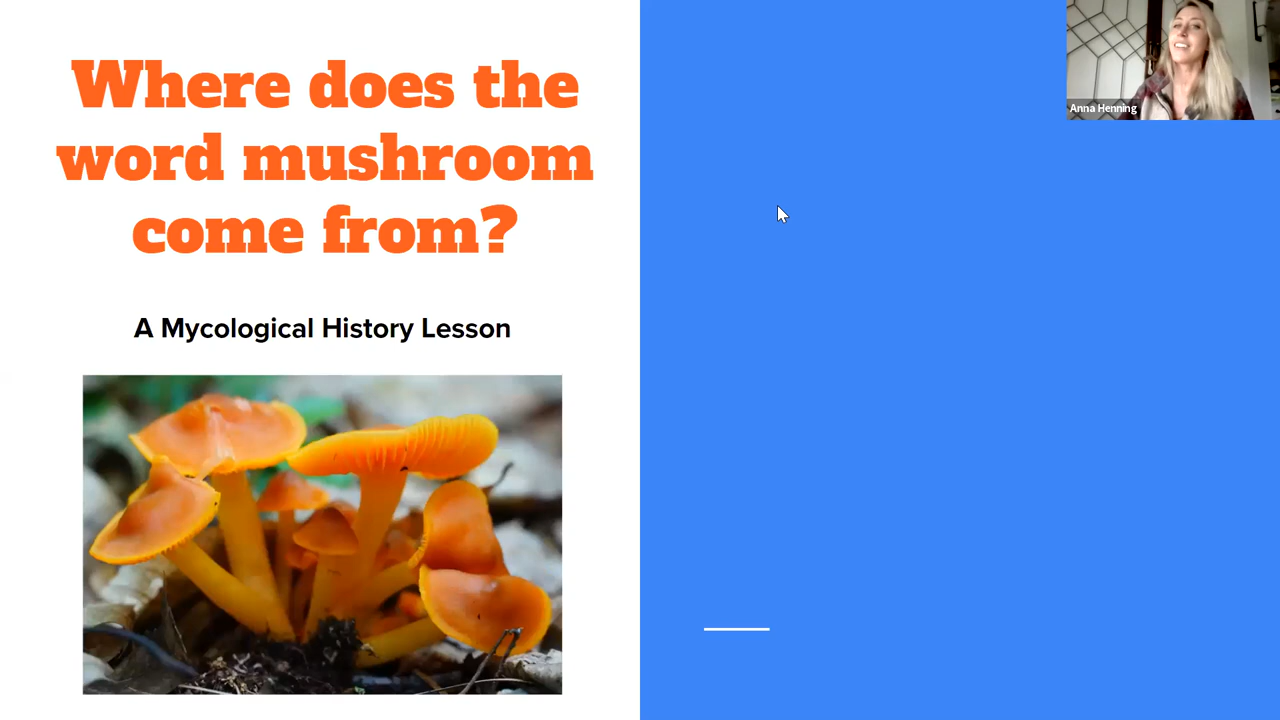 Where does the
word mushroom
come from?
A Mycological History Lesson
Anna Henning